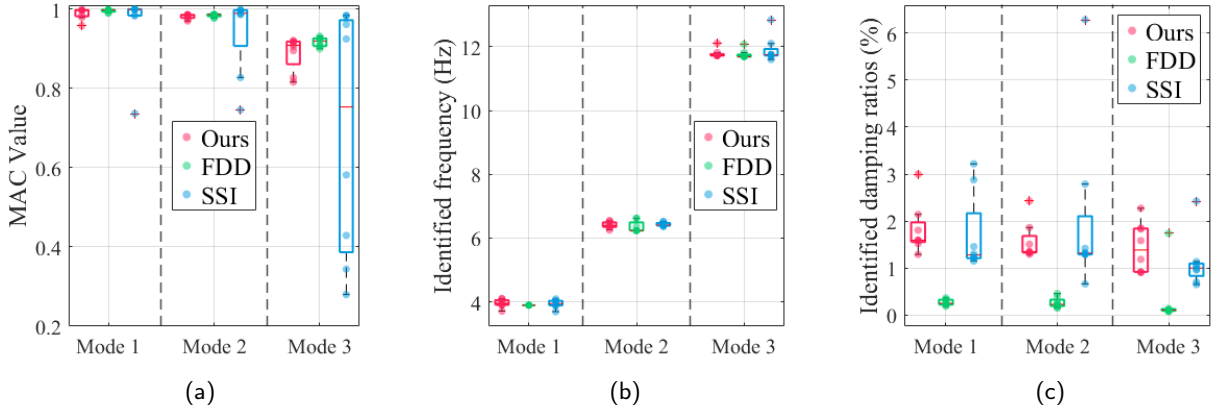 MAC Value
1
0.8
0.6
0.4
0.2
Ours
FDD
SSI
Mode 1 Mode 2 Mode 3
(a)
Identified frequency (Hz)
12
10
8
6
4
Ours
FDD
SSI
Mode 1 Mode 2 Mode 3
(b)
Identified damping ratios (%)
6
5
4
3
2
1
0
Ours
FDD
SSI
Mode 1 Mode 2 Mode 3
(c)